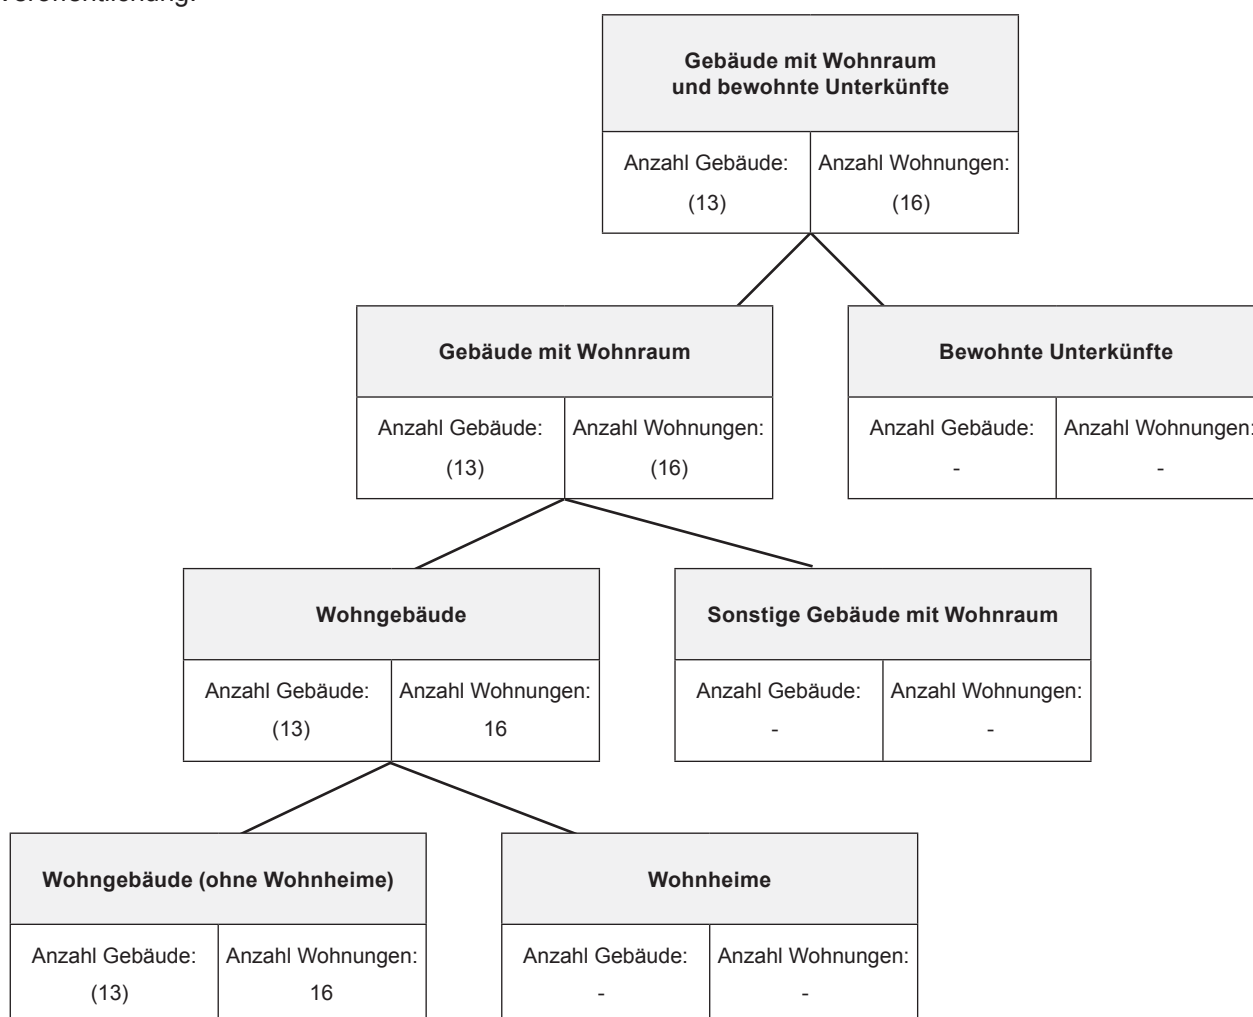 Gebäude mit Wohnraum
und bewohnte Unterkünfte
Anzahl Gebäude: Anzahl Wohnungen:
(13) (16)
Gebäude mit Wohnraum Bewohnte Unterkünfte
Anzahl Gebäude: Anzahl Wohnungen: Anzahl Gebäude: Anzahl Wohnungen:
(13) (16) - -
Wohngebäude Sonstige Gebäude mit Wohnraum
Anzahl Gebäude: Anzahl Wohnungen: Anzahl Gebäude: Anzahl Wohnungen:
(13) 16 - -
Wohngebäude (ohne Wohnheime) Wohnheime
Anzahl Gebäude: Anzahl Wohnungen: Anzahl Gebäude: Anzahl Wohnungen:
(13) 16 - -